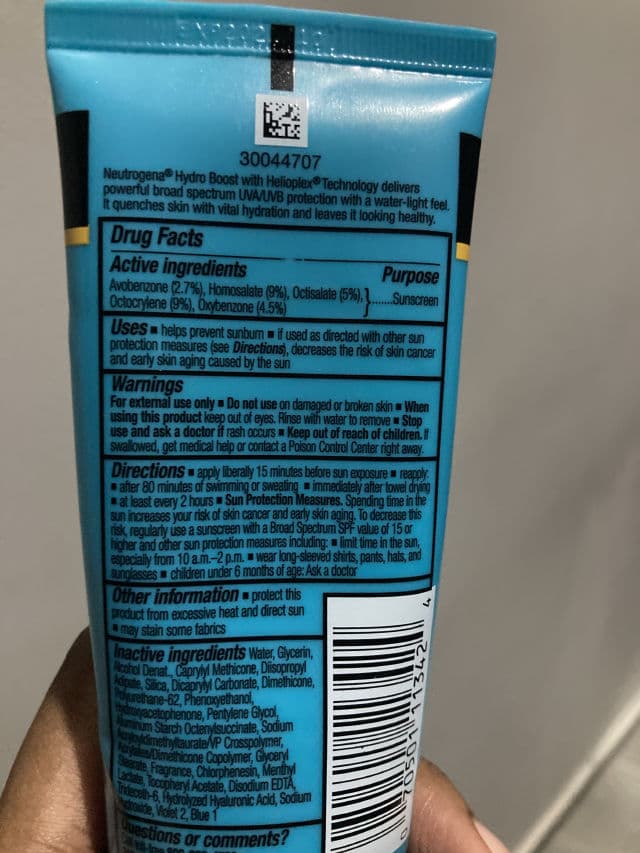 30044707
Neutrogena® Hydro Boost with Helioplex® Technology delivers
powerful broad spectrum UVA/UVB protection with a water-light feel.
It quenches skin with vital hydration and leaves it looking healthy.
Drug Facts
Active ingredients Purpose
Avobenzone (2.7%), Homosalate (9%), Octisalate (5%),
Octocrylene (9%), Oxybenzone (4.5%) }......Sunscreen
Uses ▪ helps prevent sunburn ▪ if used as directed with other sun
protection measures (see Directions), decreases the risk of skin cancer
and early skin aging caused by the sun
Warnings
For external use only ▪ Do not use on damaged or broken skin ▪ When
using this product keep out of eyes. Rinse with water to remove ▪ Stop
use and ask a doctor if rash occurs ▪ Keep out of reach of children. If
swallowed, get medical help or contact a Poison Control Center right away.
Directions ▪ apply liberally 15 minutes before sun exposure ▪ reapply:
▪ after 80 minutes of swimming or sweating ▪ immediately after towel drying
▪ at least every 2 hours ▪ Sun Protection Measures. Spending time in the
sun increases your risk of skin cancer and early skin aging. To decrease this
risk, regularly use a sunscreen with a Broad Spectrum SPF value of 15 or
higher and other sun protection measures including: ▪ limit time in the sun,
especially from 10 a.m.–2 p.m. ▪ wear long-sleeved shirts, pants, hats, and
sunglasses ▪ children under 6 months of age: Ask a doctor
Other information ▪ protect this
product from excessive heat and direct sun
▪ may stain some fabrics
Inactive ingredients Water, Glycerin,
Alcohol Denat., Caprylyl Methicone, Diisopropyl
Adipate, Silica, Dicaprylyl Carbonate, Dimethicone,
Polyurethane-62, Phenoxyethanol,
Hydroxyacetophenone, Pentylene Glycol,
Aluminum Starch Octenylsuccinate, Sodium
Acryloyldimethyltaurate/VP Crosspolymer,
Acrylates/Dimethicone Copolymer, Glyceryl
Stearate, Fragrance, Chlorphenesin, Menthyl
Lactate, Tocopheryl Acetate, Disodium EDTA,
Trideceth-6, Hydrolyzed Hyaluronic Acid, Sodium
Hydroxide, Violet 2, Blue 1
Questions or comments?
0 70501 11342 4